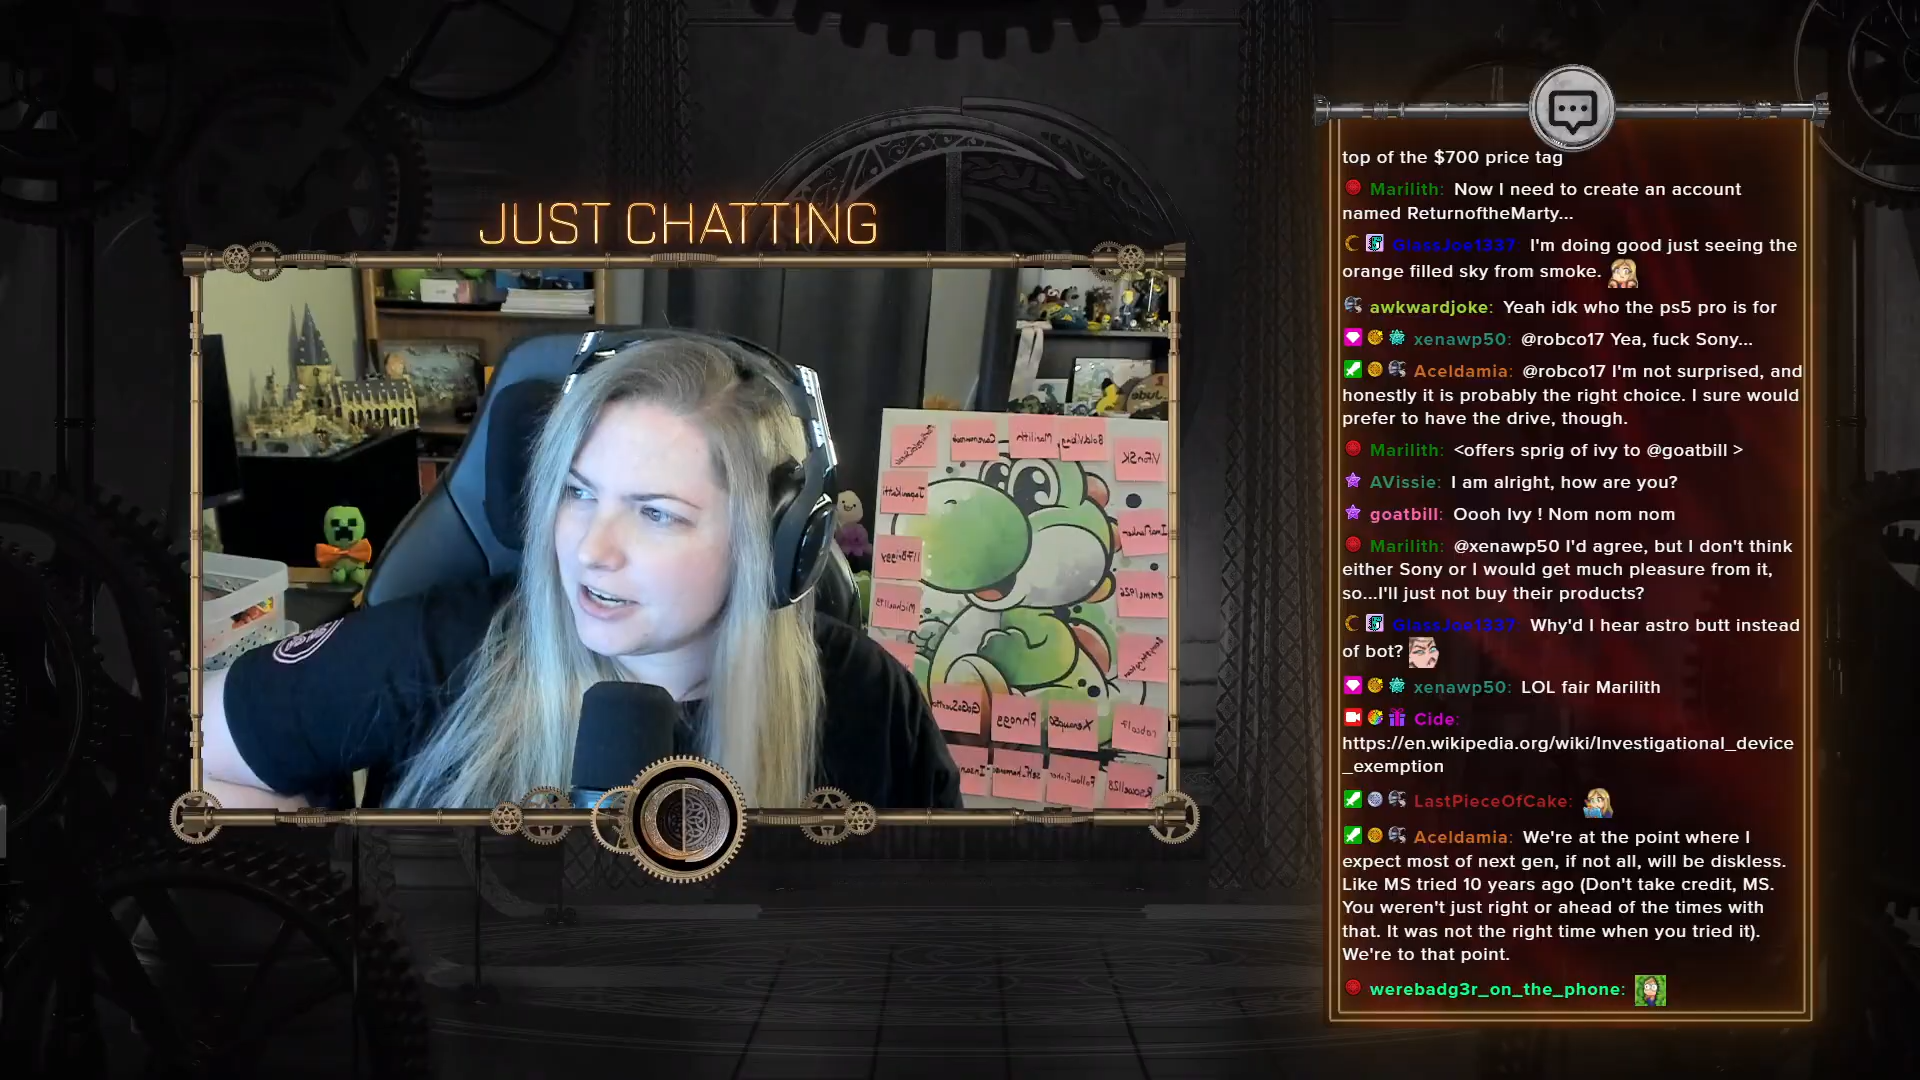 JUST CHATTING
top of the $700 price tag
Marilith: Now I need to create an account
named ReturnoftheMarty...
GlassJoe1337: I'm doing good just seeing the
orange filled sky from smoke.
awkwardjoke: Yeah idk who the ps5 pro is for
xenawp50: @robco17 Yea, fuck Sony...
Aceldamia: @robco17 I'm not surprised, and
honestly it is probably the right choice. I sure would
prefer to have the drive, though.
Marilith: <offers sprig of ivy to @goatbill >
AVissie: I am alright, how are you?
goatbill: Oooh Ivy ! Nom nom nom
Marilith: @xenawp50 I'd agree, but I don't think
either Sony or I would get much pleasure from it,
so...I'll just not buy their products?
GlassJoe1337: Why'd I hear astro butt instead
of bot?
xenawp50: LOL fair Marilith
Cide:
https://en.wikipedia.org/wiki/Investigational_device
_exemption
LastPieceOfCake:
Aceldamia: We're at the point where I
expect most of next gen, if not all, will be diskless.
Like MS tried 10 years ago (Don't take credit, MS.
You weren't just right or ahead of the times with
that. It was not the right time when you tried it).
We're to that point.
werebadg3r_on_the_phone:
Marilith
VFonSK
Michael93
Phrogg
Xenawp50
robco17